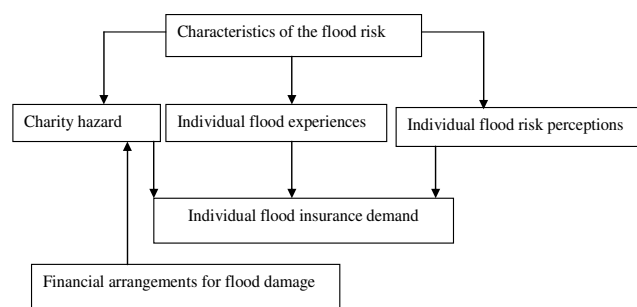 Characteristics of the flood risk
Charity hazard
Individual flood experiences
Individual flood risk perceptions
Individual flood insurance demand
Financial arrangements for flood damage